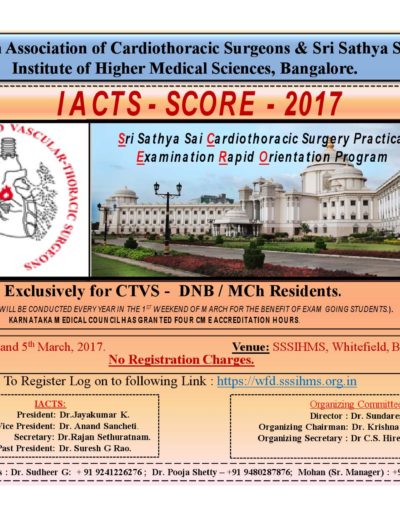 n Association of Cardiothoracic Surgeons & Sri Sathya S
Institute of Higher Medical Sciences, Bangalore.
IACTS - SCORE - 2017
D VASCULAR-THORACIC SURGEONS
Sri Sathya Sai Cardiothoracic Surgery Practica
Examination Rapid Orientation Program
Exclusively for CTVS - DNB / MCh Residents.
WILL BE CONDUCTED EVERY YEAR IN THE 1ST WEEKEND OF MARCH FOR THE BENEFIT OF EXAM GOING STUDENTS.).
KARNATAKA MEDICAL COUNCIL HAS GRANTED FOUR CME ACCREDITATION HOURS.
and 5th March, 2017. Venue: SSSIHMS, Whitefield, B
No Registration Charges.
To Register Log on to following Link : https://wfd.sssihms.org.in
IACTS:
President: Dr.Jayakumar K.
Vice President: Dr. Anand Sancheti.
Secretary: Dr.Rajan Sethuratnam.
Past President: Dr. Suresh G Rao.
Organizing Committe
Director : Dr. Sundares
Organizing Chairman: Dr. Krishna
Organizing Secretary : Dr C.S. Hire
s : Dr. Sudheer G: + 91 9241226276 ; Dr. Pooja Shetty – +91 9480287876; Mohan (Sr. Manager) : +9